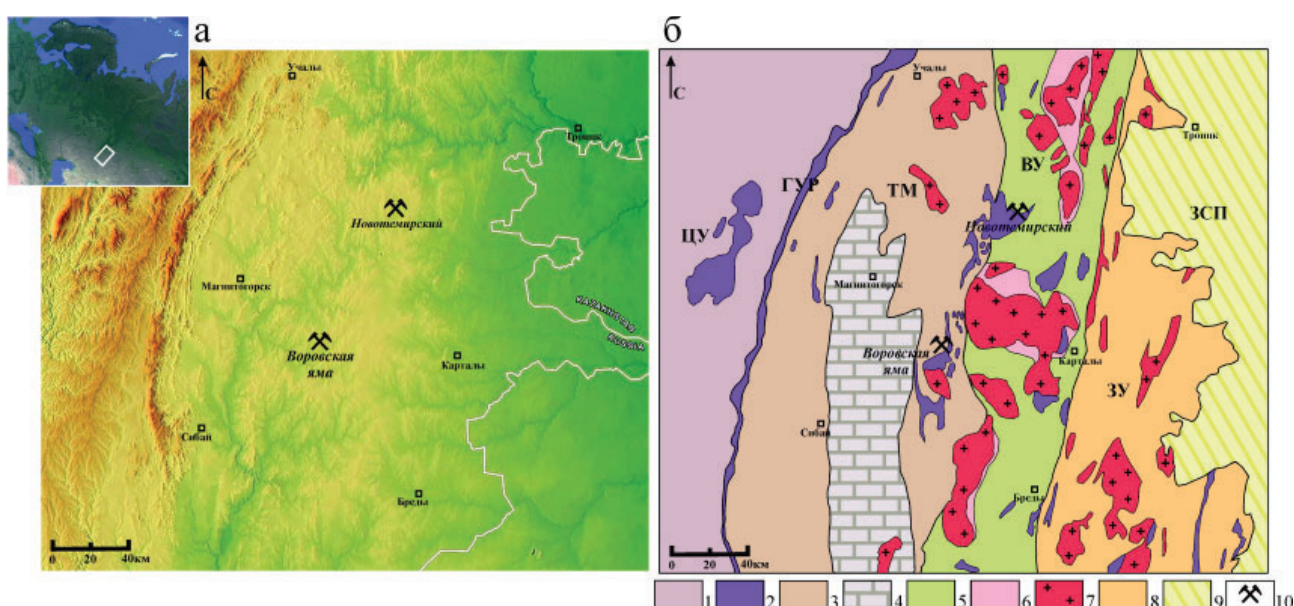 а
С
Учалы
Троицк
Новотемирский
Магнитогорск
KAZAKHSTAN
RUSSIA
Воровская
яма
Карталы
Сибай
Бреды
0 20 40км
б
С
Учалы
Троицк
ВУ
ГУР
ТМ
ЗСП
Новотемирский
ЦУ
Магнитогорск
Воровская
яма
Карталы
ЗУ
Сибай
Бреды
0 20 40км
1 2 3 4 5 6 7 8 9 10